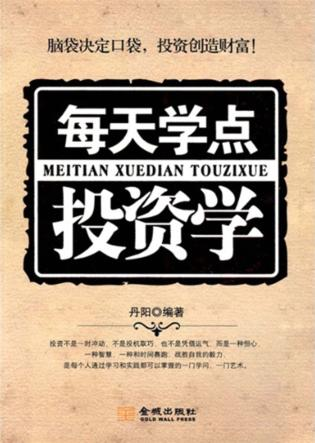 脑袋决定口袋，投资创造财富！
每天学点
MEITIAN XUEDIAN TOUZIXUE
投资学
丹阳◎编著
投资不是一时冲动、不是投机取巧、也不是凭借运气，而是一种恒心、
一种智慧、一种和时间赛跑、战胜自我的毅力，
是每个人通过学习和实践都可以掌握的一门学问、一门艺术。
金城出版社
GOLD WALL PRESS